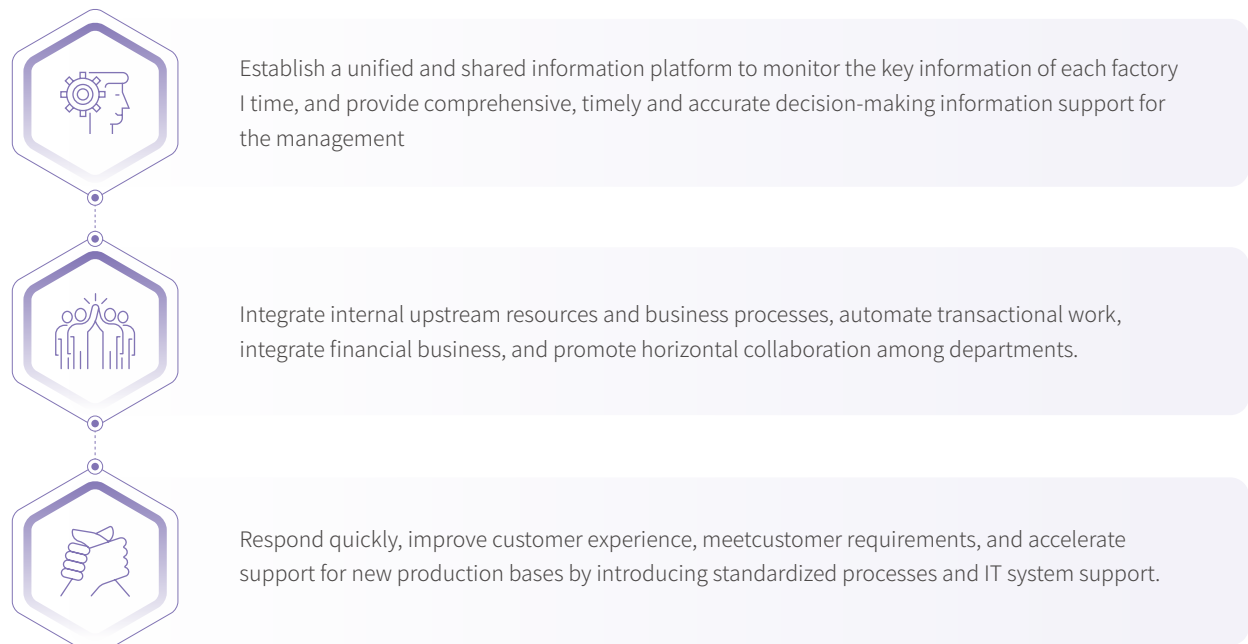 Establish a unified and shared information platform to monitor the key information of each factory
I time, and provide comprehensive, timely and accurate decision-making information support for
the management
Integrate internal upstream resources and business processes, automate transactional work,
integrate financial business, and promote horizontal collaboration among departments.
Respond quickly, improve customer experience, meetcustomer requirements, and accelerate
support for new production bases by introducing standardized processes and IT system support.